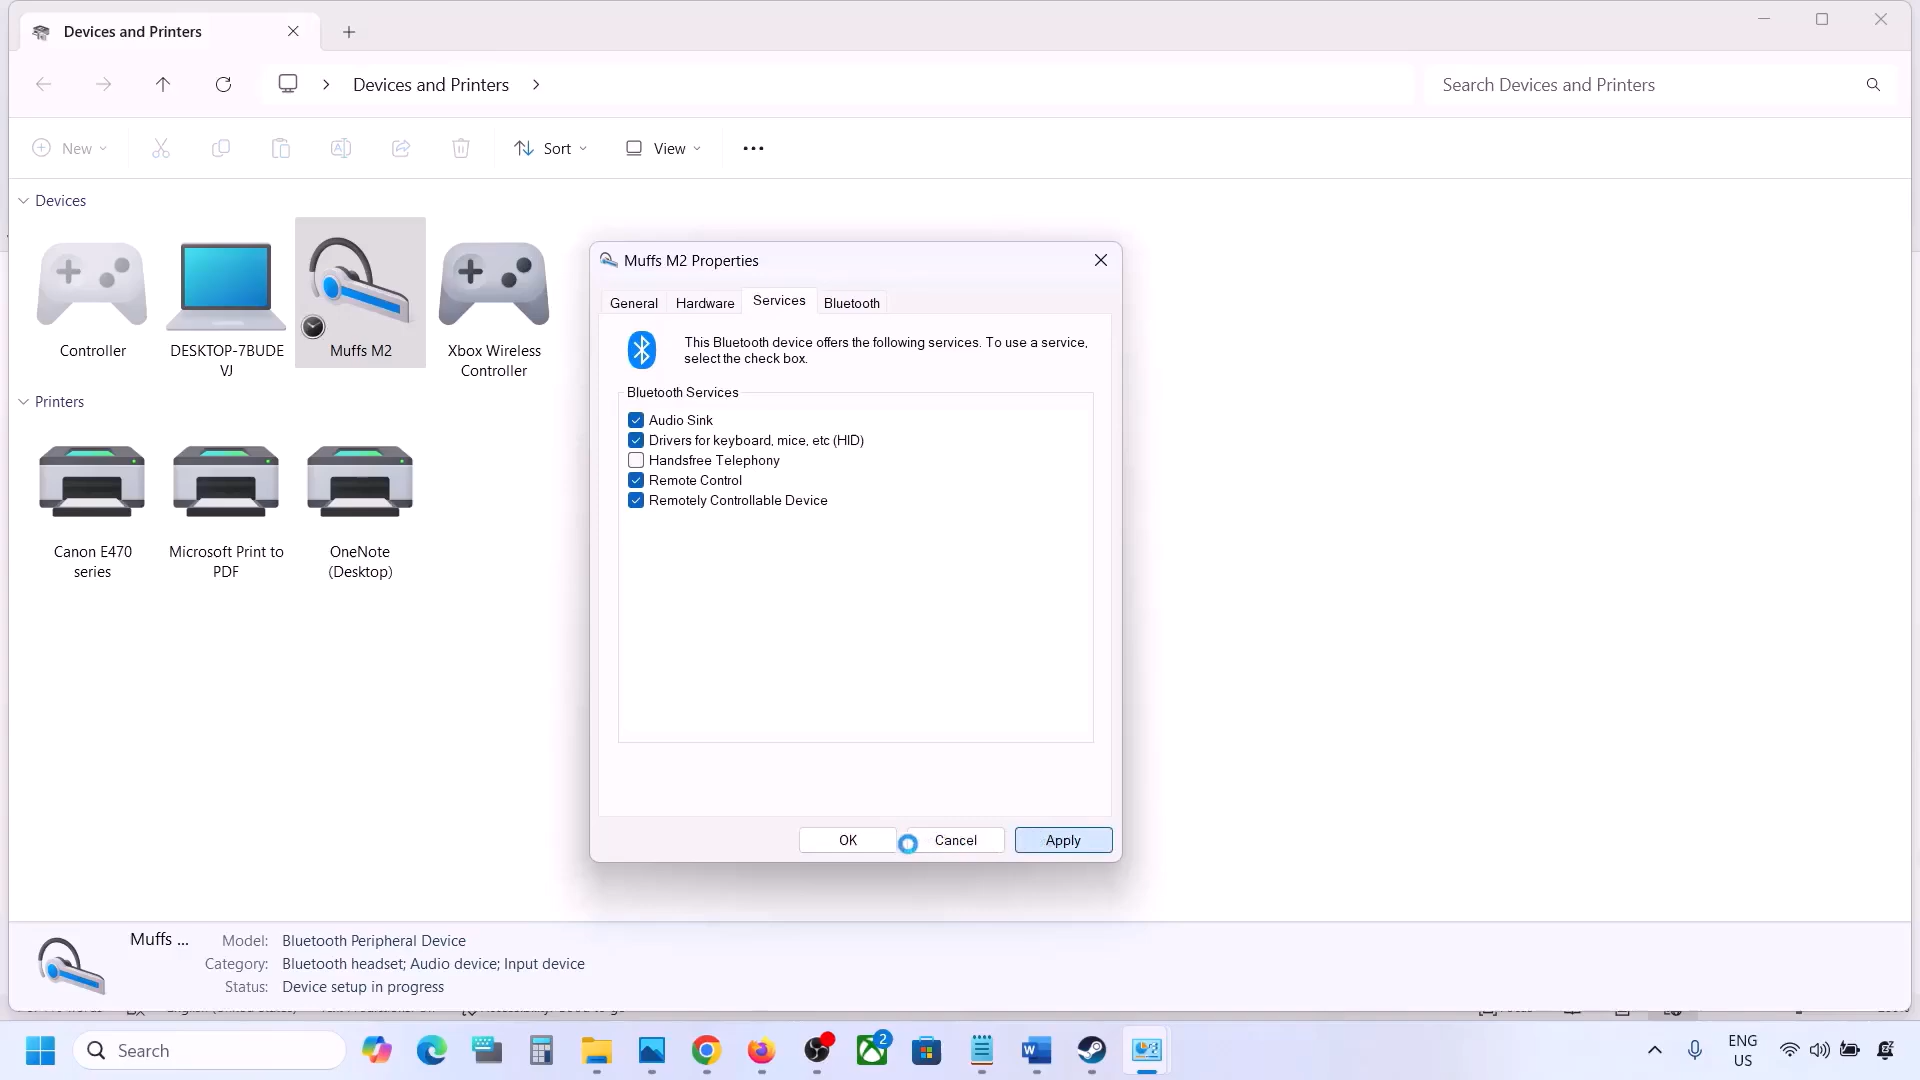 Devices and Printers
Devices and Printers
Search Devices and Printers
New
Sort
View
Devices
Controller
DESKTOP-7BUDE
VJ
Muffs M2
Xbox Wireless
Controller
Printers
Canon E470
series
Microsoft Print to
PDF
OneNote
(Desktop)
Muffs M2 Properties
General
Hardware
Services
Bluetooth
This Bluetooth device offers the following services. To use a service,
select the check box.
Bluetooth Services
Audio Sink
Drivers for keyboard, mice, etc (HID)
Handsfree Telephony
Remote Control
Remotely Controllable Device
OK
Cancel
Apply
Muffs ...
Model: Bluetooth Peripheral Device
Category: Bluetooth headset; Audio device; Input device
Status: Device setup in progress
Search
2
ENG
US